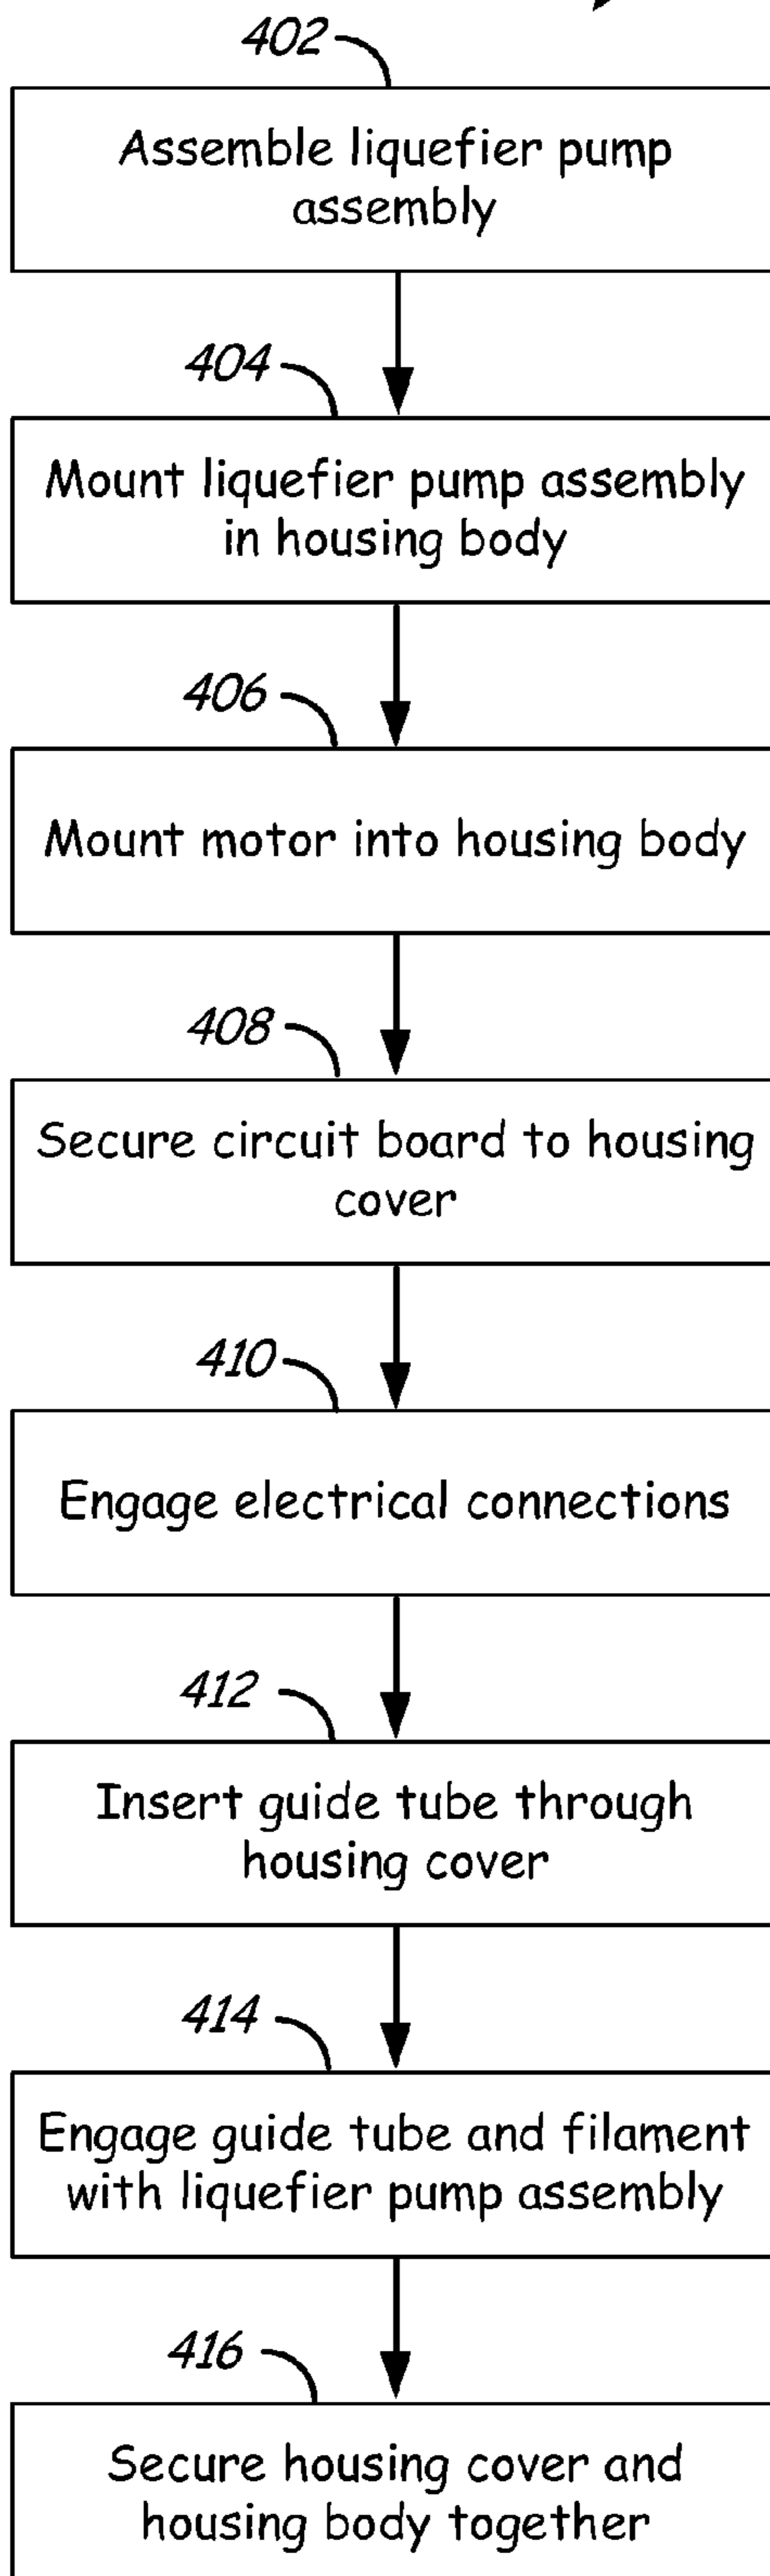 402
Assemble liquefier pump
assembly
404
Mount liquefier pump assembly
in housing body
406
Mount motor into housing body
408
Secure circuit board to housing
cover
410
Engage electrical connections
412
Insert guide tube through
housing cover
414
Engage guide tube and filament
with liquefier pump assembly
416
Secure housing cover and
housing body together